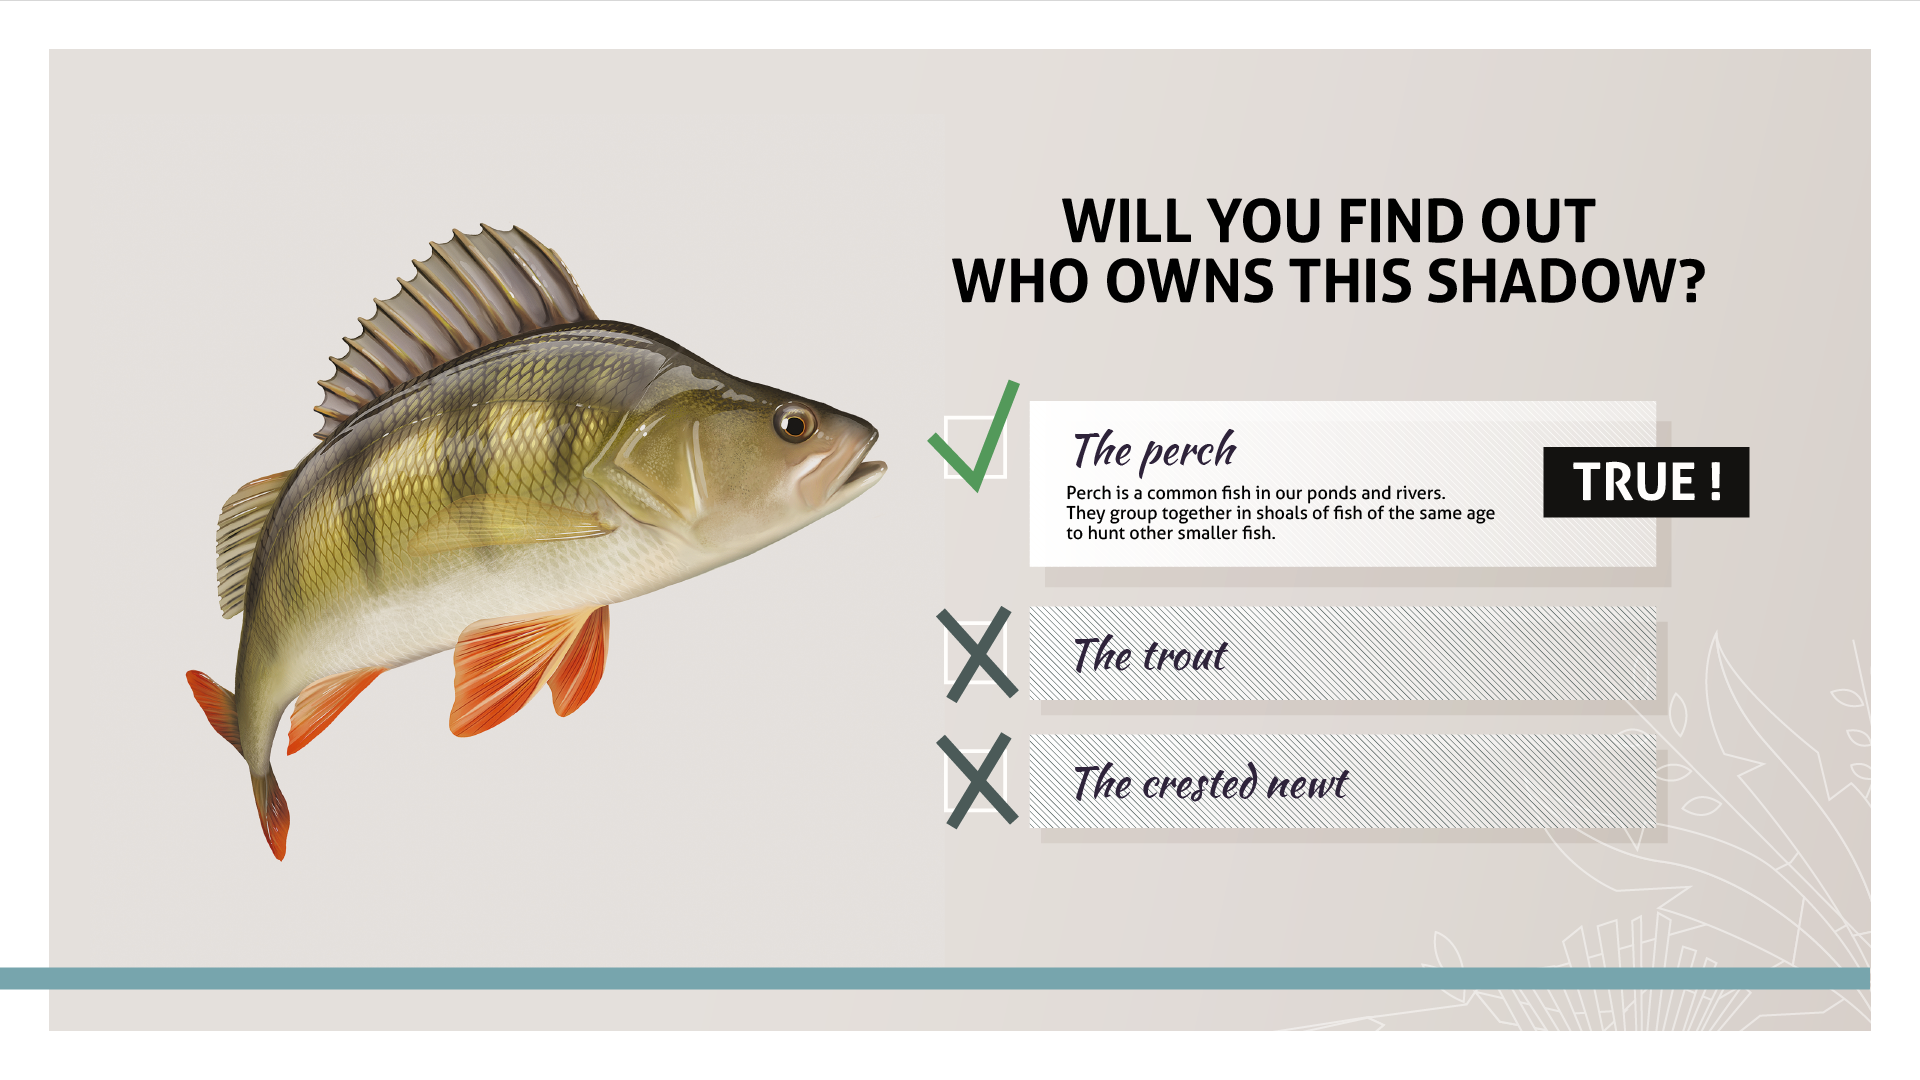 WILL YOU FIND OUT
WHO OWNS THIS SHADOW?
The perch
Perch is a common fish in our ponds and rivers.
They group together in shoals of fish of the same age
to hunt other smaller fish.
TRUE !
The trout
The crested newt